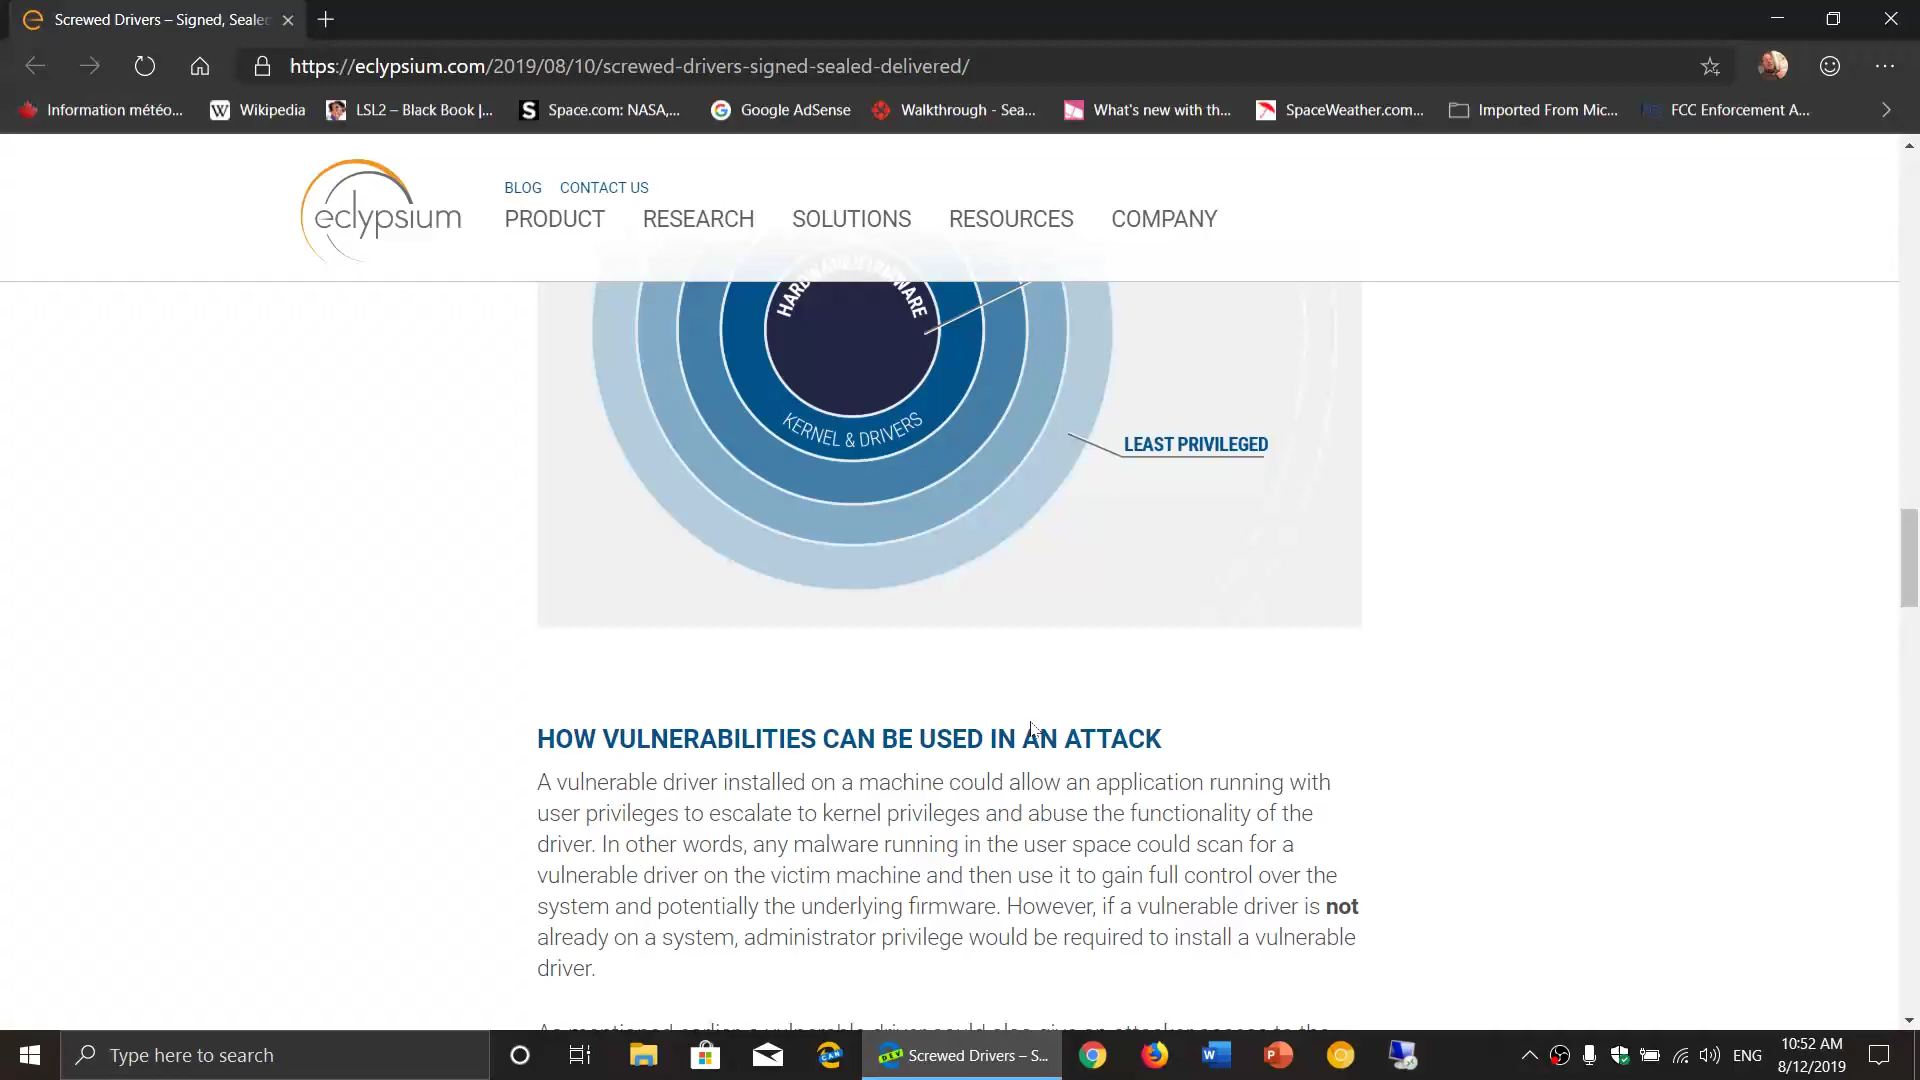 Screwed Drivers – Signed, Seale
https://eclypsium.com/2019/08/10/screwed-drivers-signed-sealed-delivered/
Information météo...
Wikipedia
LSL2 – Black Book |...
Space.com: NASA,...
Google AdSense
Walkthrough - Sea...
What's new with th...
SpaceWeather.com...
Imported From Mic...
FCC Enforcement A...
eclypsium
BLOG CONTACT US
PRODUCT RESEARCH SOLUTIONS RESOURCES COMPANY
HARDWARE/FIRMWARE
KERNEL & DRIVERS
LEAST PRIVILEGED
HOW VULNERABILITIES CAN BE USED IN AN ATTACK
A vulnerable driver installed on a machine could allow an application running with
user privileges to escalate to kernel privileges and abuse the functionality of the
driver. In other words, any malware running in the user space could scan for a
vulnerable driver on the victim machine and then use it to gain full control over the
system and potentially the underlying firmware. However, if a vulnerable driver is not
already on a system, administrator privilege would be required to install a vulnerable
driver.
Type here to search
Screwed Drivers – S...
ENG
10:52 AM
8/12/2019